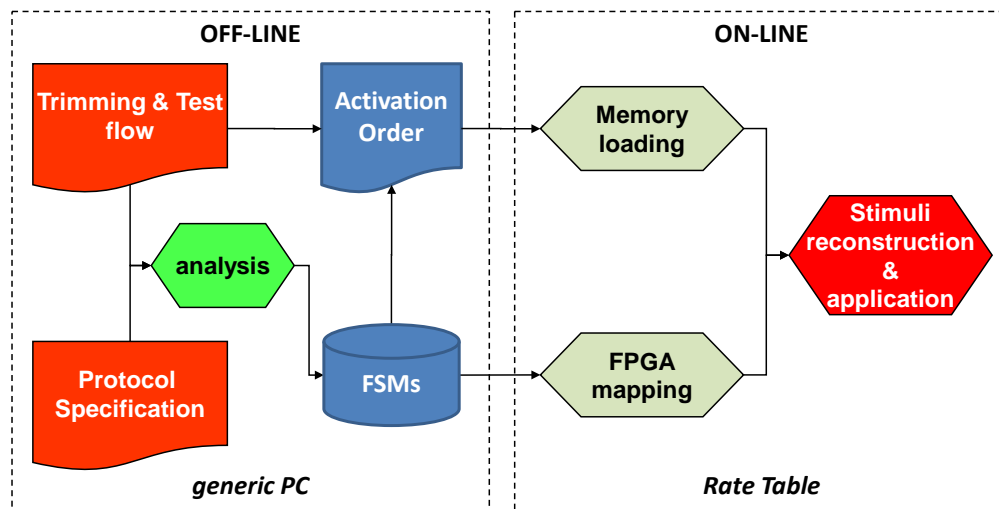 OFF-LINE
ON-LINE
Trimming & Test
flow
Activation
Order
Memory
loading
Stimuli
reconstruction
&
application
analysis
Protocol
Specification
FSMs
FPGA
mapping
generic PC
Rate Table